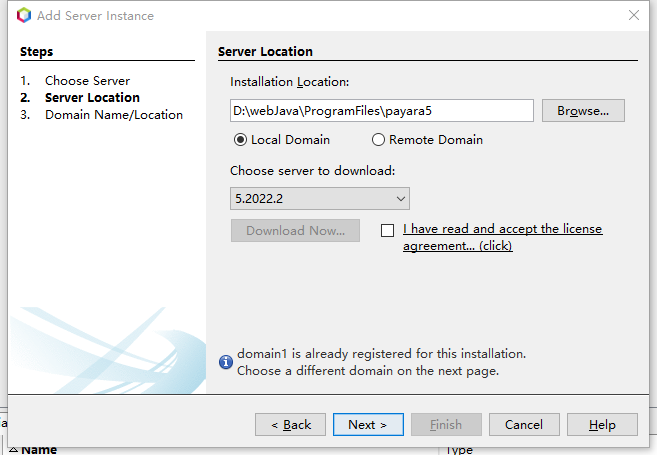 Add Server Instance
Steps
1. Choose Server
2. Server Location
3. Domain Name/Location
Server Location
Installation Location:
D:\webJava\ProgramFiles\payara5
Browse...
Local Domain
Remote Domain
Choose server to download:
5.2022.2
Download Now...
I have read and accept the license
agreement... (click)
domain1 is already registered for this installation.
Choose a different domain on the next page.
< Back
Next >
Finish
Cancel
Help
Name
Type